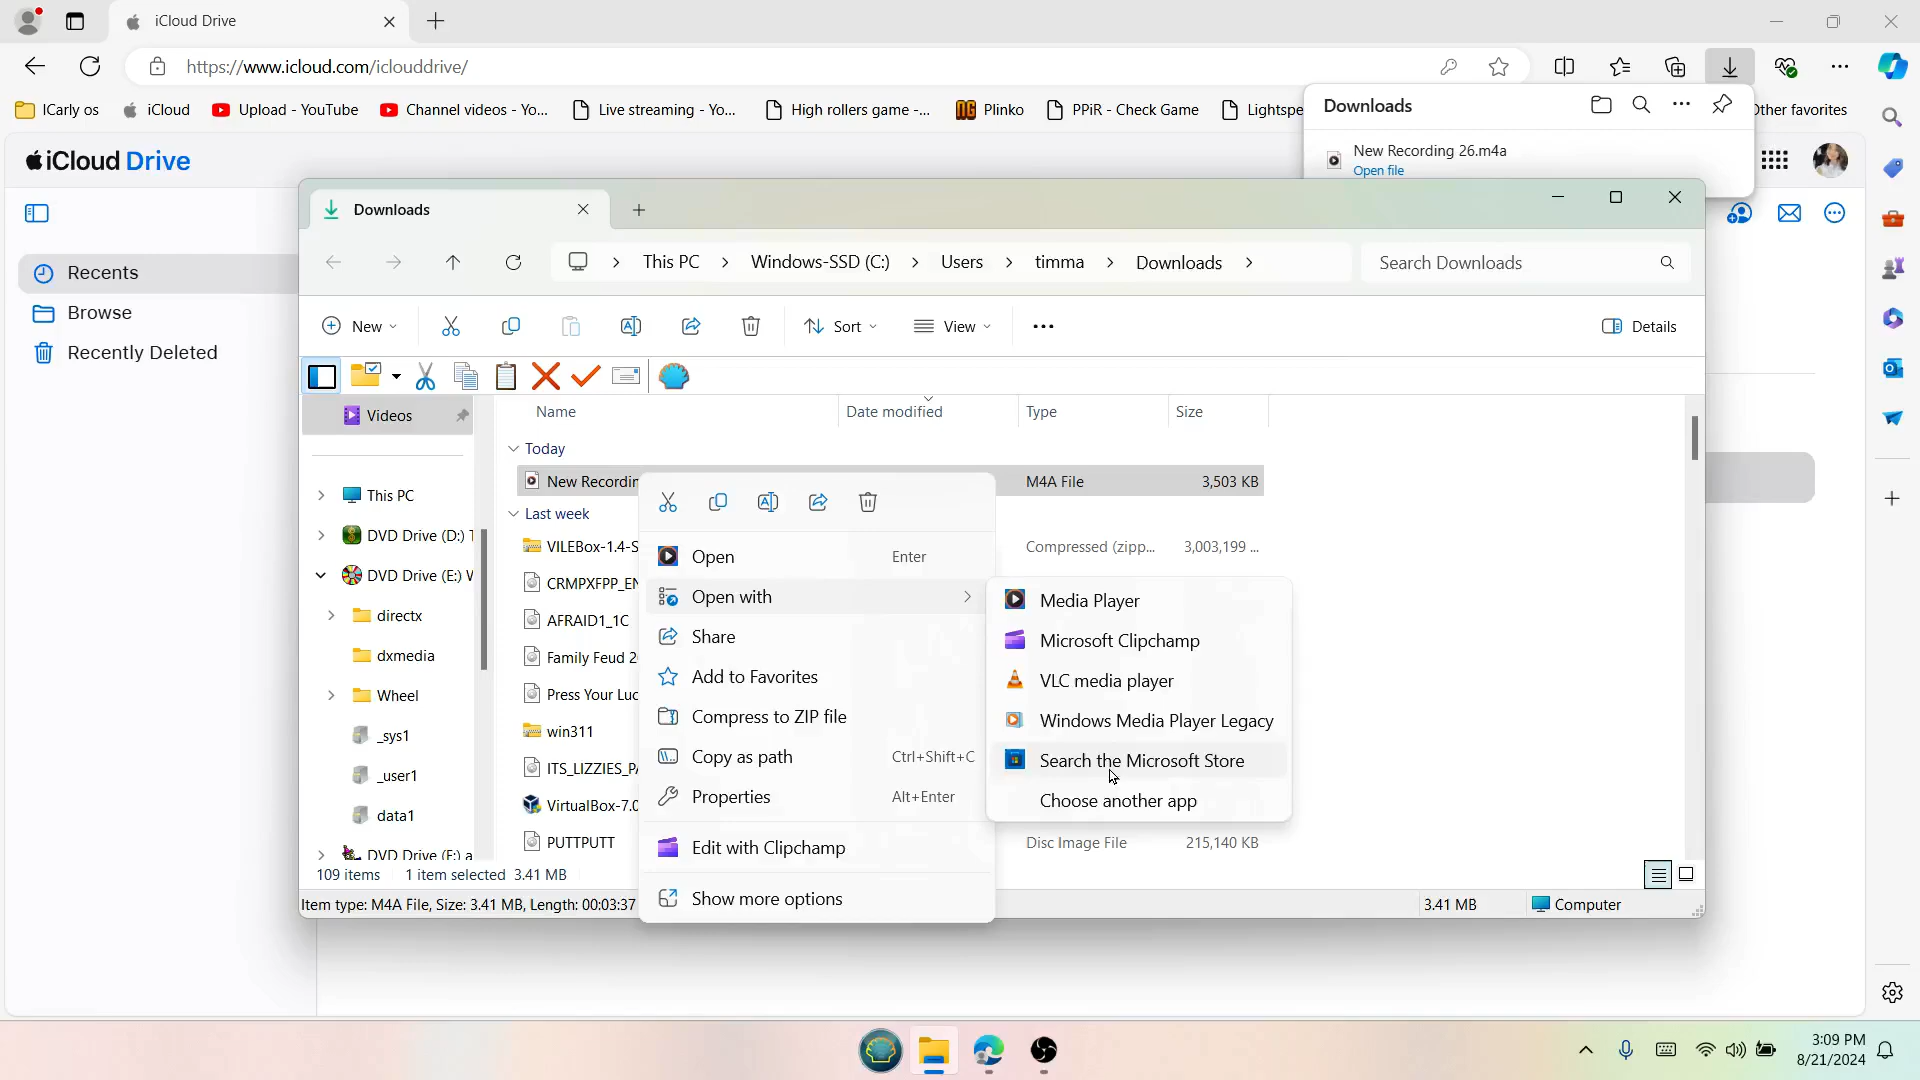 iCloud Drive
https://www.icloud.com/iclouddrive/
ICarly os
iCloud
Upload - YouTube
Channel videos - Yo...
Live streaming - Yo...
High rollers game -...
Plinko
PPiR - Check Game
Lightspe
Other favorites
Downloads
New Recording 26.m4a
Open file
iCloud Drive
Recents
Browse
Recently Deleted
Downloads
This PC > Windows-SSD (C:) > Users > timma > Downloads >
Search Downloads
New
Sort
View
Details
Videos
Name
Date modified
Type
Size
Today
New Recordin
M4A File
3,503 KB
Last week
VILEBox-1.4-S
Compressed (zipp...
3,003,199 ...
CRMPXFPP_EN
AFRAID1_1C
Family Feud 2
Press Your Luc
win311
ITS_LIZZIES_PA
VirtualBox-7.0
PUTTPUTT
Disc Image File
215,140 KB
This PC
DVD Drive (D:) T
DVD Drive (E:) W
directx
dxmedia
Wheel
_sys1
_user1
data1
DVD Drive (F:) a
Open
Enter
Open with
Share
Add to Favorites
Compress to ZIP file
Copy as path
Ctrl+Shift+C
Properties
Alt+Enter
Edit with Clipchamp
Show more options
Media Player
Microsoft Clipchamp
VLC media player
Windows Media Player Legacy
Search the Microsoft Store
Choose another app
109 items
1 item selected 3.41 MB
Item type: M4A File, Size: 3.41 MB, Length: 00:03:37
3.41 MB
Computer
3:09 PM
8/21/2024